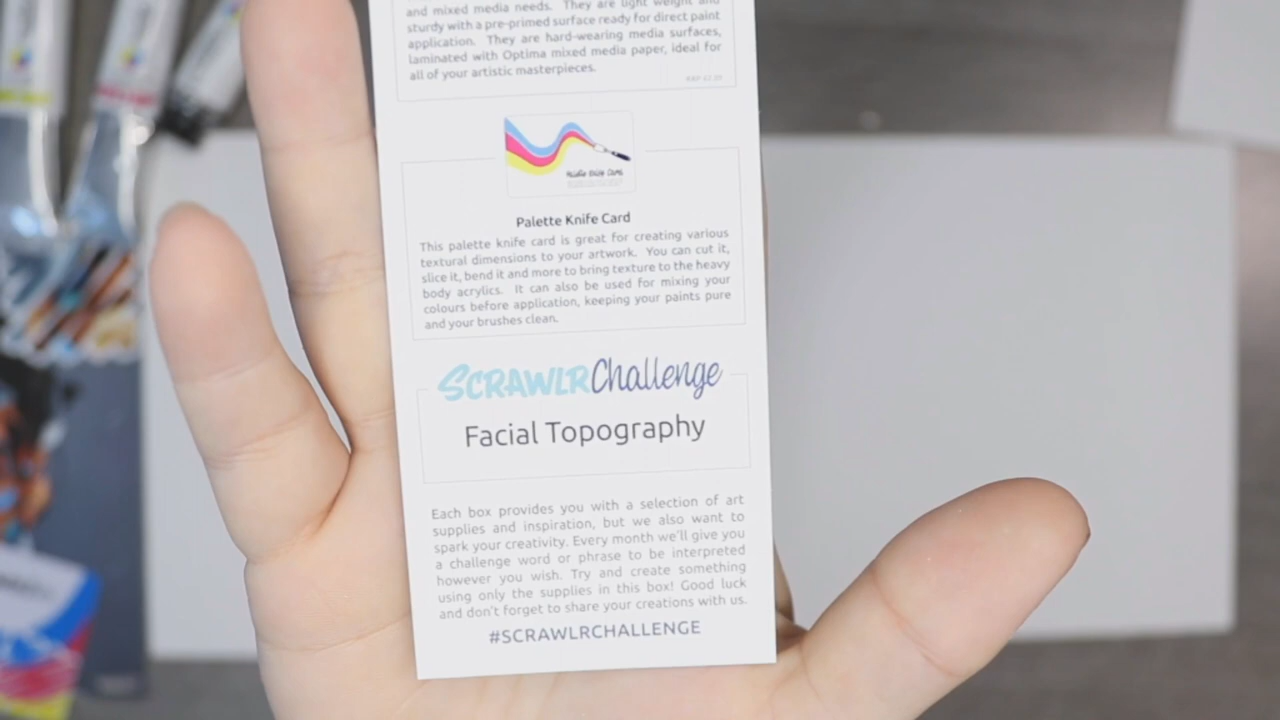 and mixed media needs. They are light weight and
sturdy with a pre-primed surface ready for direct paint
application. They are hard-wearing media surfaces,
laminated with Optima mixed media paper, ideal for
all of your artistic masterpieces.
Palette Knife Card
This palette knife card is great for creating various
textural dimensions to your artwork. You can cut it,
slice it, bend it and more to bring texture to the heavy
body acrylics. It can also be used for mixing your
colours before application, keeping your paints pure
and your brushes clean.
SCRAWLRChallenge
Facial Topography
Each box provides you with a selection of art
supplies and inspiration, but we also want to
spark your creativity. Every month we'll give you
a challenge word or phrase to be interpreted
however you wish. Try and create something
using only the supplies in this box! Good luck
and don't forget to share your creations with us.
#SCRAWLRCHALLENGE